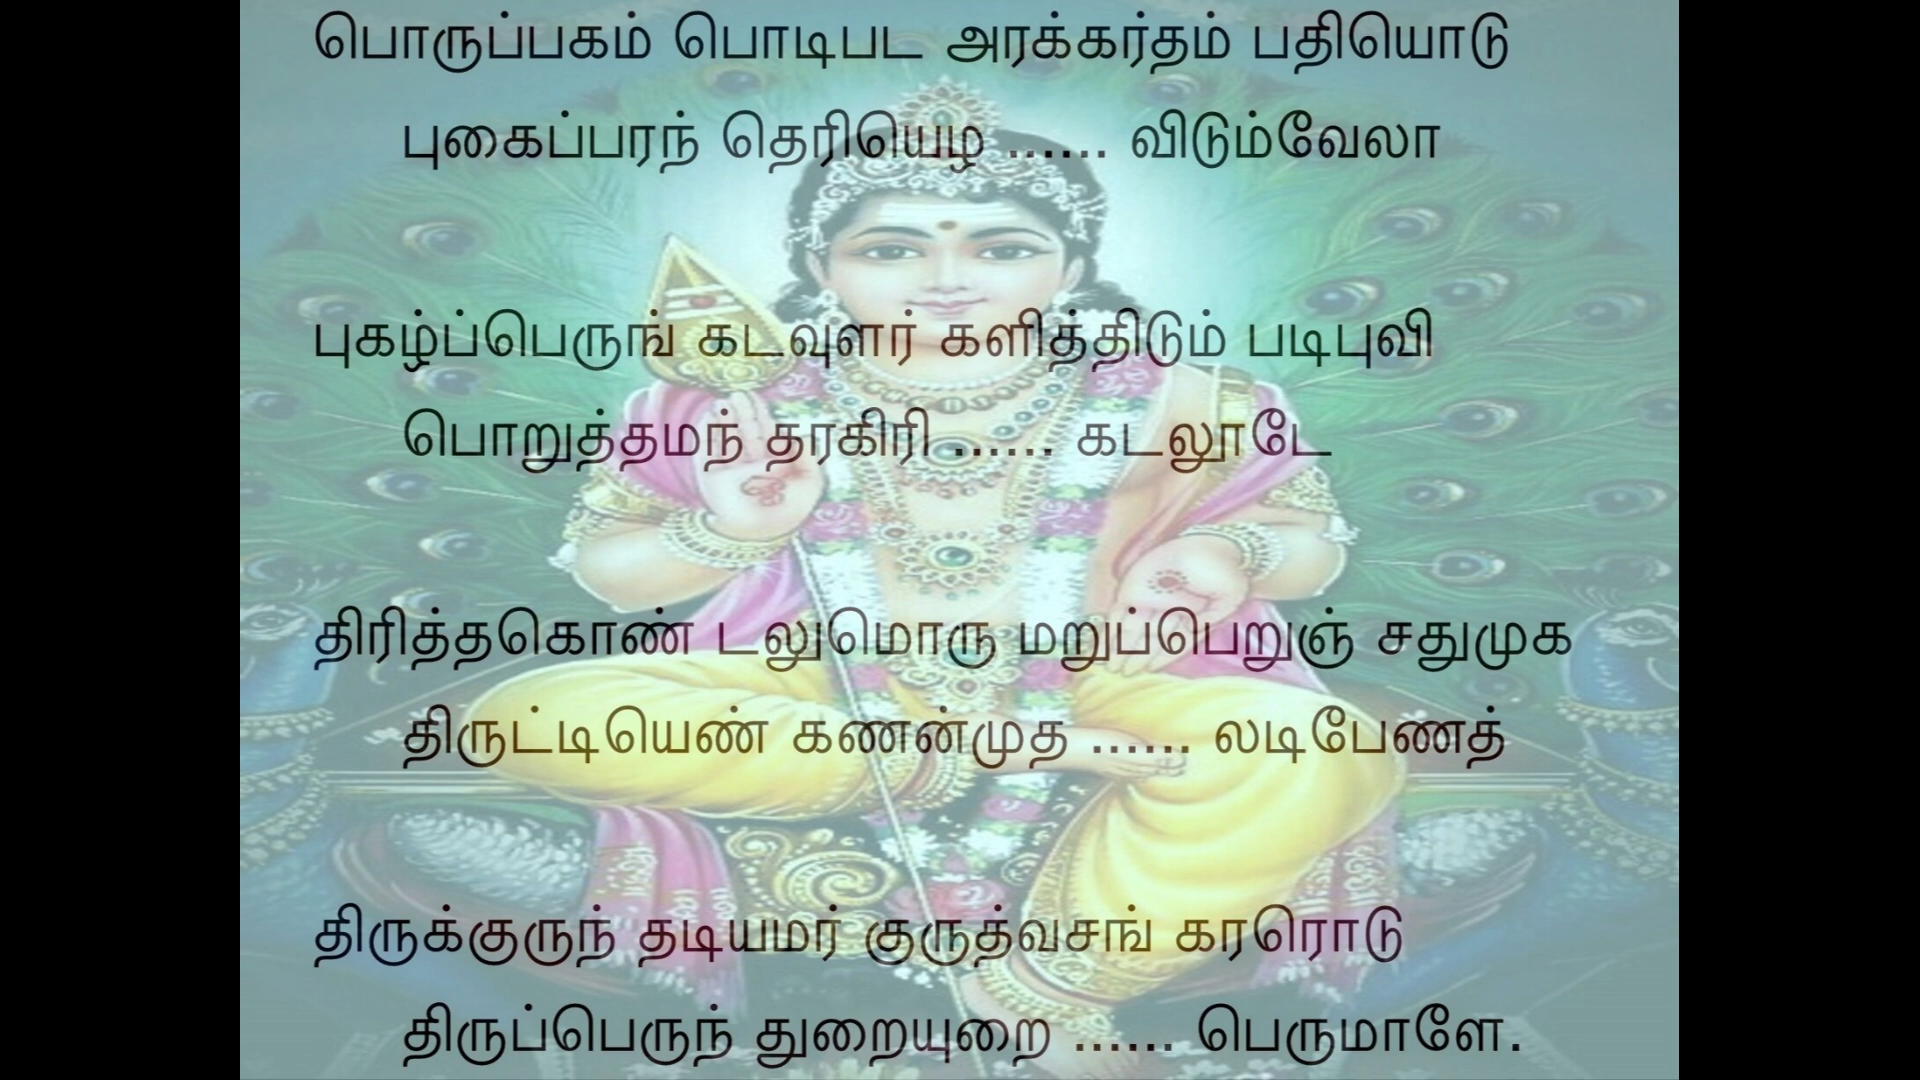 பொருப்பகம் பொடிபட அரக்கர்தம் பதியொடு
புகைப்பரந் தெரியெழ ...... விடும்வேலா
புகழ்ப்பெருங் கடவுளர் களித்திடும் படிபுவி
பொறுத்தமந் தரகிரி ...... கடலூடே
திரித்தகொண் டலுமொரு மறுப்பெறுஞ் சதுமுக
திருட்டியெண் கணன்முத ...... லடிபேணத்
திருக்குருந் தடியமர் குருத்வசங் கரரொடு
திருப்பெருந் துறையுறை ...... பெருமாளே.